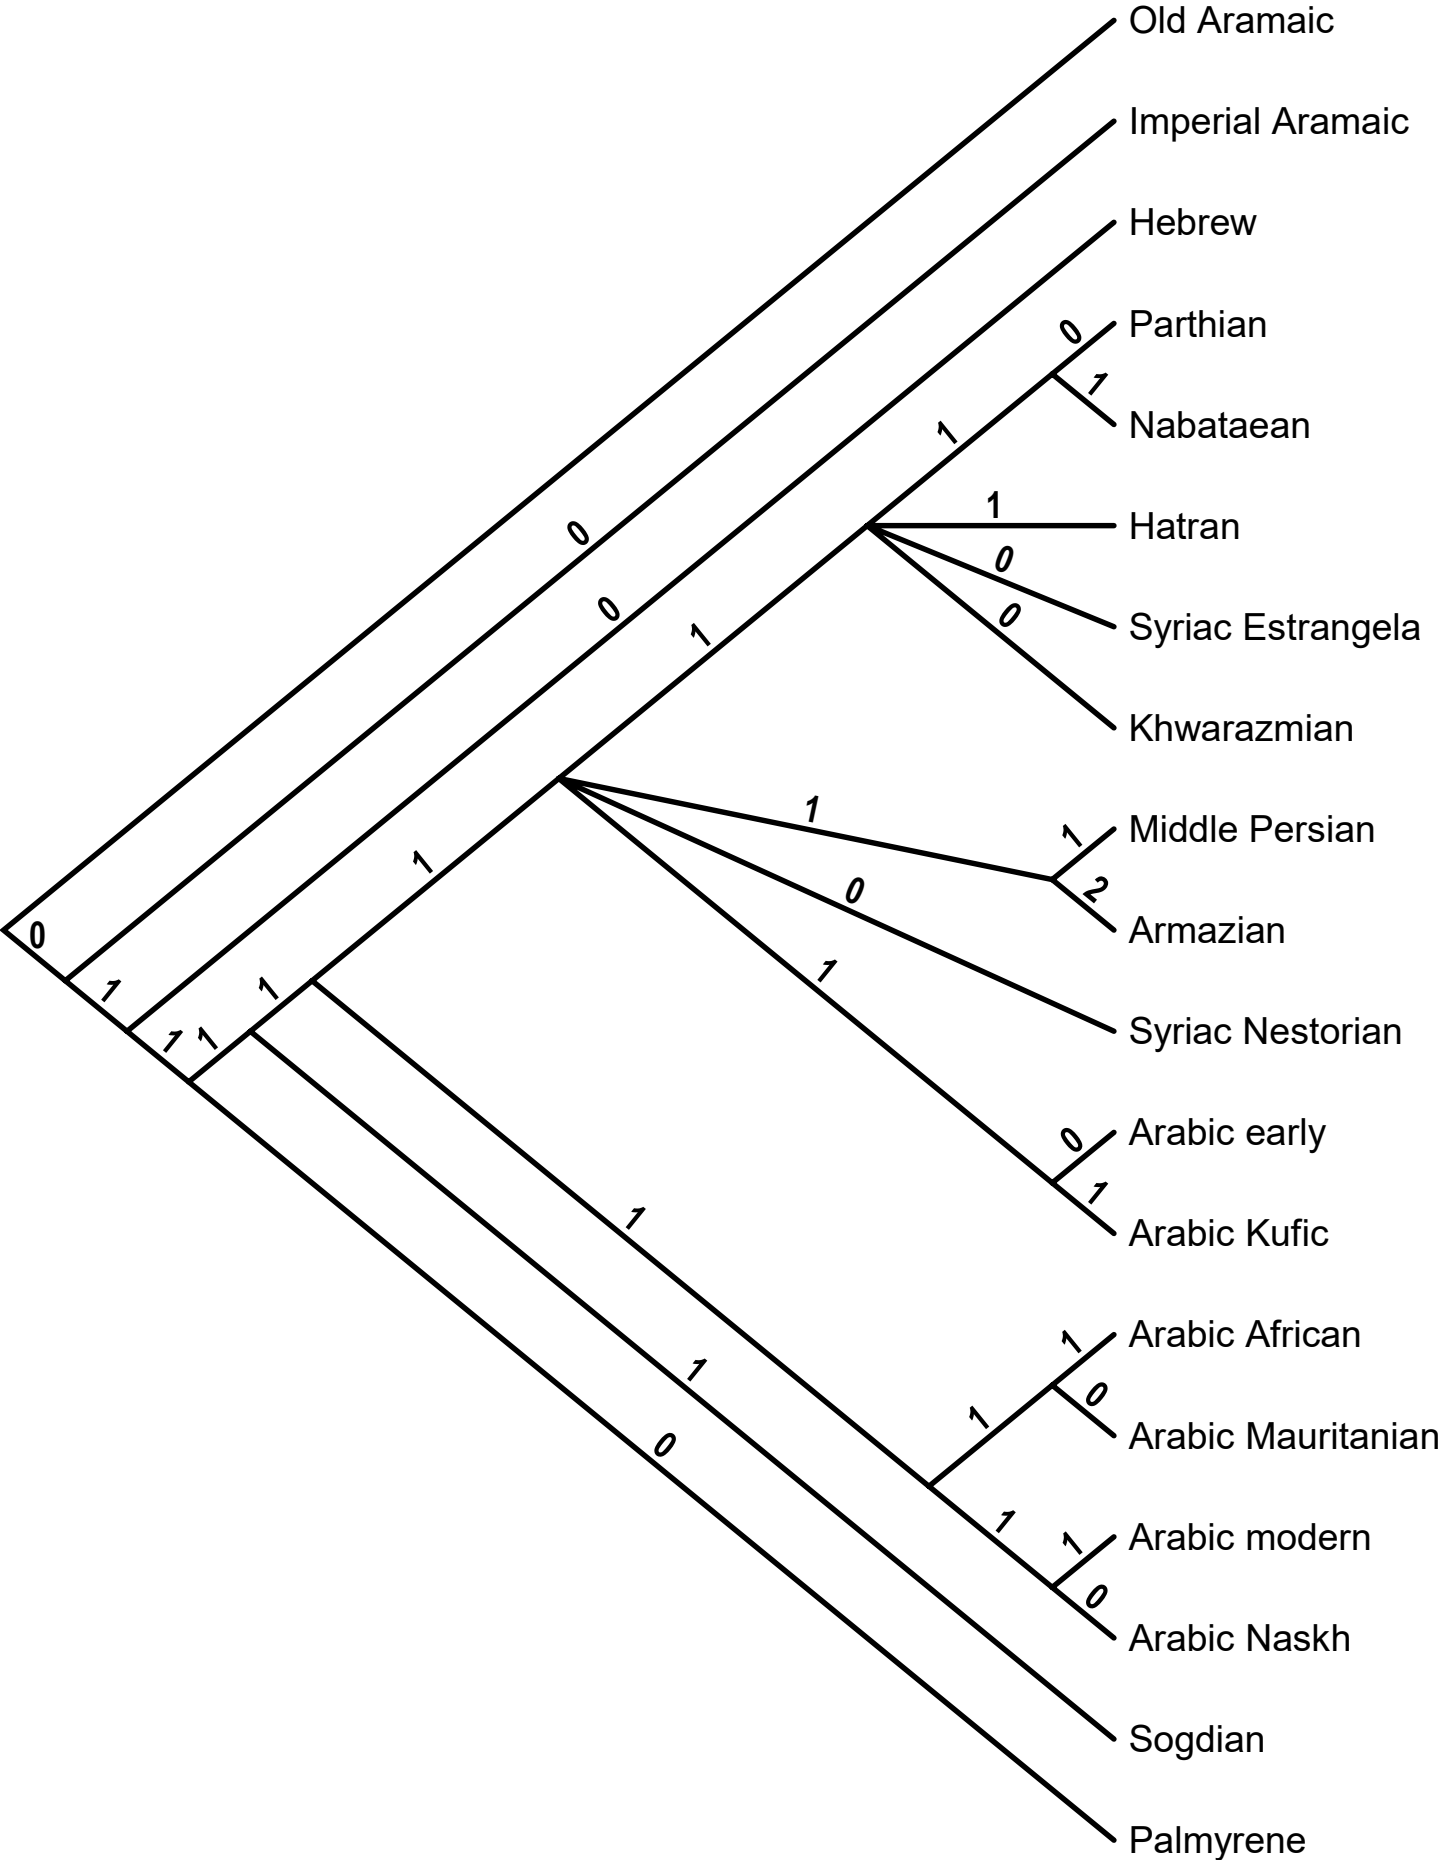 Old Aramaic
Imperial Aramaic
Hebrew
0 Parthian
1
Nabataean
1
1 Hatran
0
0
0
Syriac Estrangela
0
1
Khwarazmian
1
1 Middle Persian
1
0
2
0
Armazian
1
1
1
1 1
Syriac Nestorian
0 Arabic early
1
1
Arabic Kufic
1 Arabic African
1
0
1
0
Arabic Mauritanian
1
1 Arabic modern
0
Arabic Naskh
Sogdian
Palmyrene